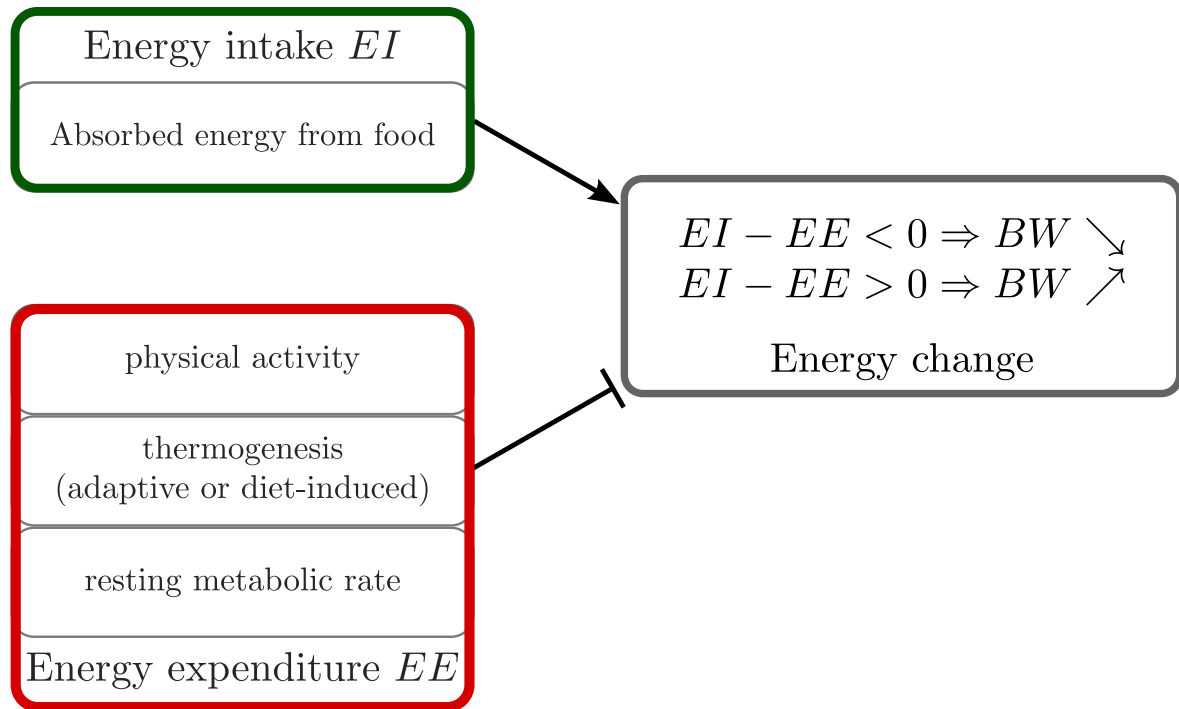 Energy intake EI
Absorbed energy from food
EI − EE < 0 ⇒ BW ↘
EI − EE > 0 ⇒ BW ↗
Energy change
physical activity
thermogenesis
(adaptive or diet-induced)
resting metabolic rate
Energy expenditure EE